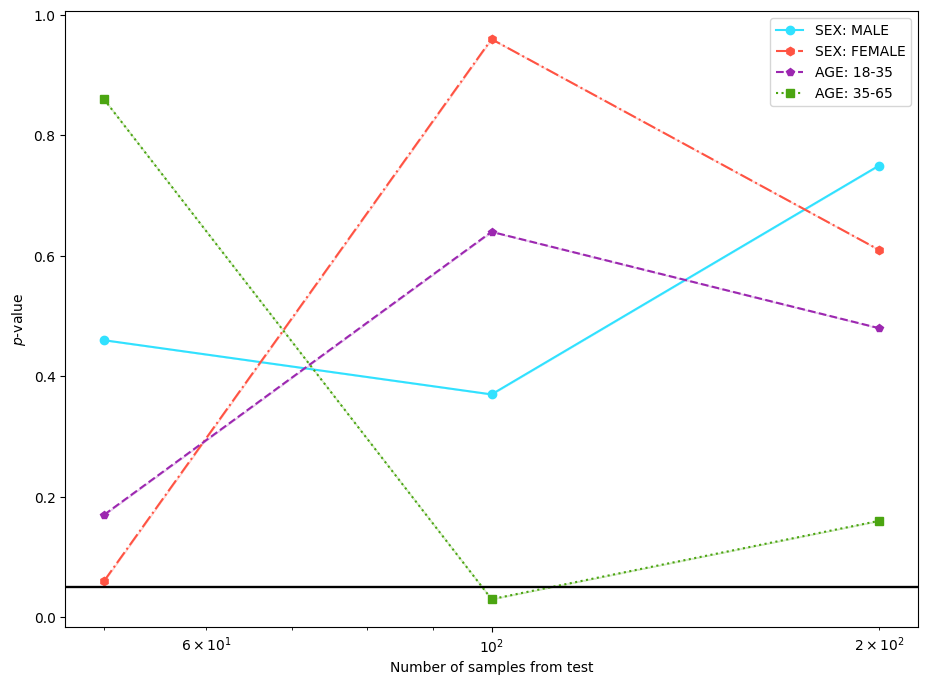 1.0
0.8
0.6
0.4
0.2
0.0
p-value
6 × 10¹
10²
2 × 10²
Number of samples from test
SEX: MALE
SEX: FEMALE
AGE: 18-35
AGE: 35-65